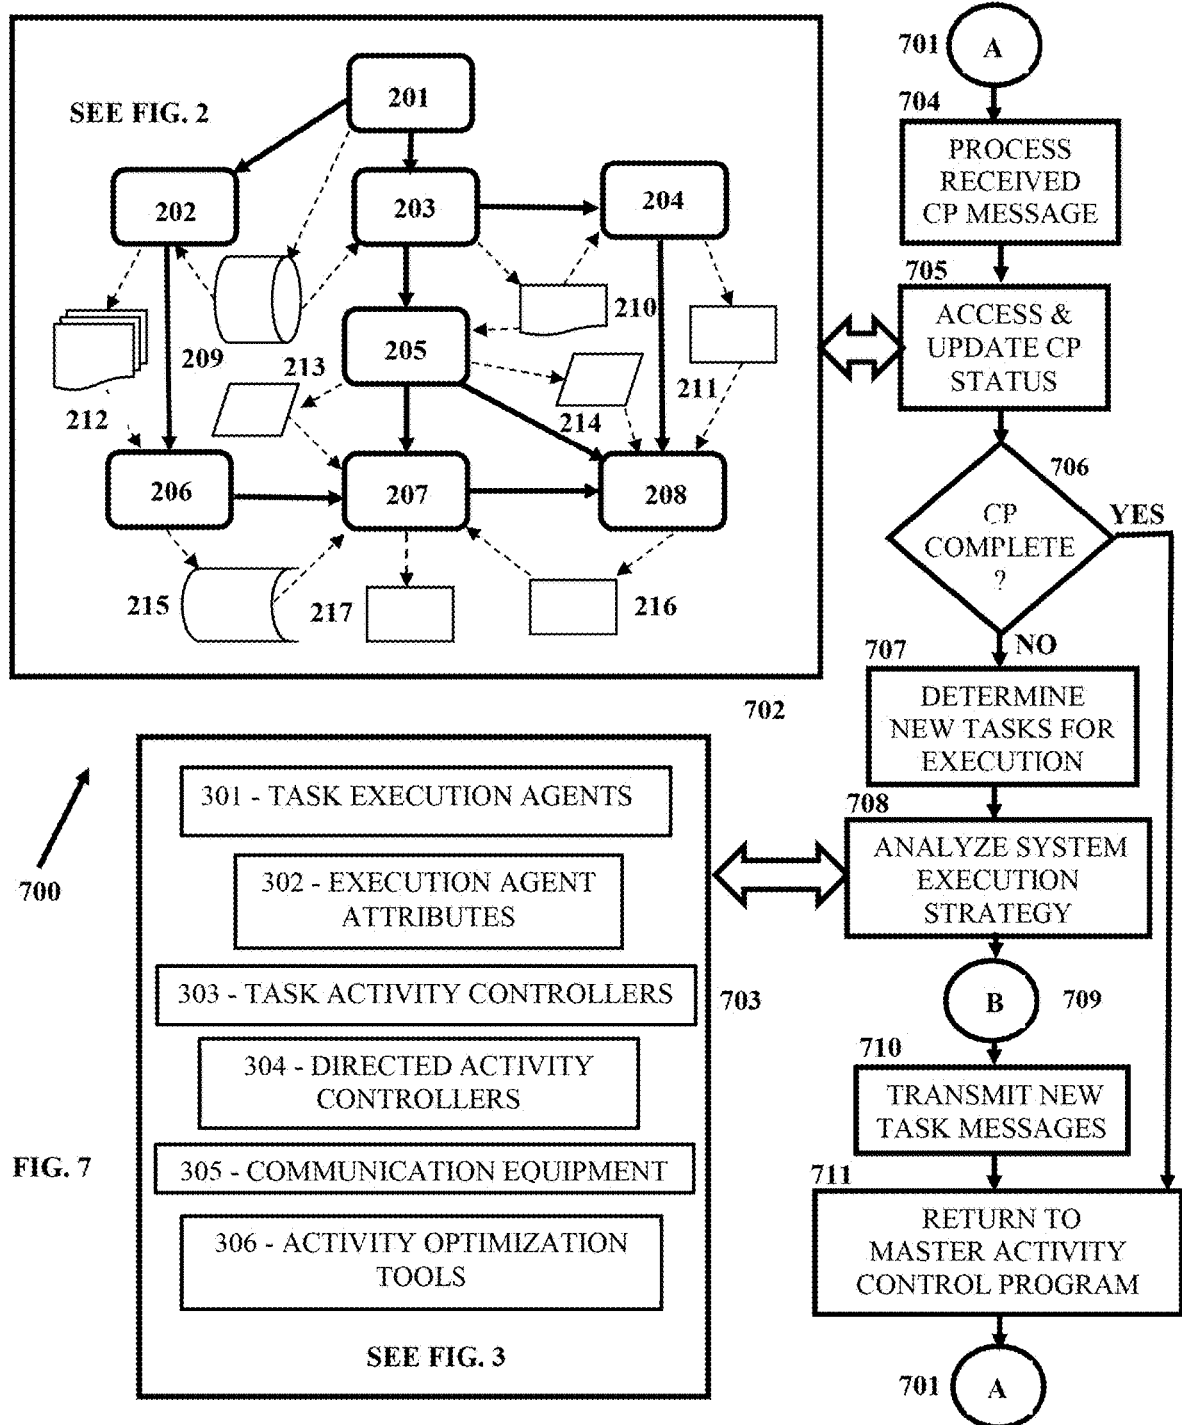 SEE FIG. 2
201
202
203
204
209
210
205
211
212
213
214
206
207
208
215
217
216
702
700
FIG. 7
301 - TASK EXECUTION AGENTS
302 - EXECUTION AGENT
ATTRIBUTES
303 - TASK ACTIVITY CONTROLLERS
304 - DIRECTED ACTIVITY
CONTROLLERS
305 - COMMUNICATION EQUIPMENT
306 - ACTIVITY OPTIMIZATION
TOOLS
SEE FIG. 3
703
701
A
704
PROCESS
RECEIVED
CP MESSAGE
705
ACCESS &
UPDATE CP
STATUS
706
CP
COMPLETE
?
YES
NO
707
DETERMINE
NEW TASKS FOR
EXECUTION
708
ANALYZE SYSTEM
EXECUTION
STRATEGY
B
709
710
TRANSMIT NEW
TASK MESSAGES
711
RETURN TO
MASTER ACTIVITY
CONTROL PROGRAM
701
A